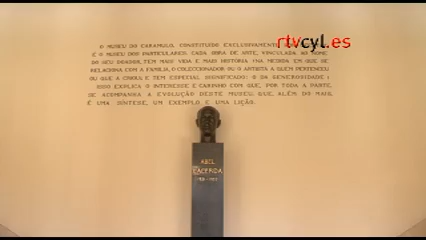 rtvcyl.es
O MUSEU DO CARAMULO, CONSTITUÍDO EXCLUSIVAMENTE
É O MUSEU DOS PARTICULARES. CADA OBRA DE ARTE, VINCULADA AO NOME
DO SEU DOADOR, TEM MAIS VIDA E MAIS HISTÓRIA (NA MEDIDA EM QUE SE
RELACIONA COM A FAMÍLIA, O COLECCIONADOR OU O ARTISTA A QUEM PERTENCEU
OU QUE A CRIOU) E TEM ESPECIAL SIGNIFICADO: O DA GENEROSIDADE!
ISSO EXPLICA O INTERESSE E CARINHO COM QUE, POR TODA A PARTE,
SE ACOMPANHA A EVOLUÇÃO DESTE MUSEU, QUE, ALÉM DO MAIS,
É UMA SÍNTESE, UM EXEMPLO E UMA LIÇÃO.
ABEL
LACERDA